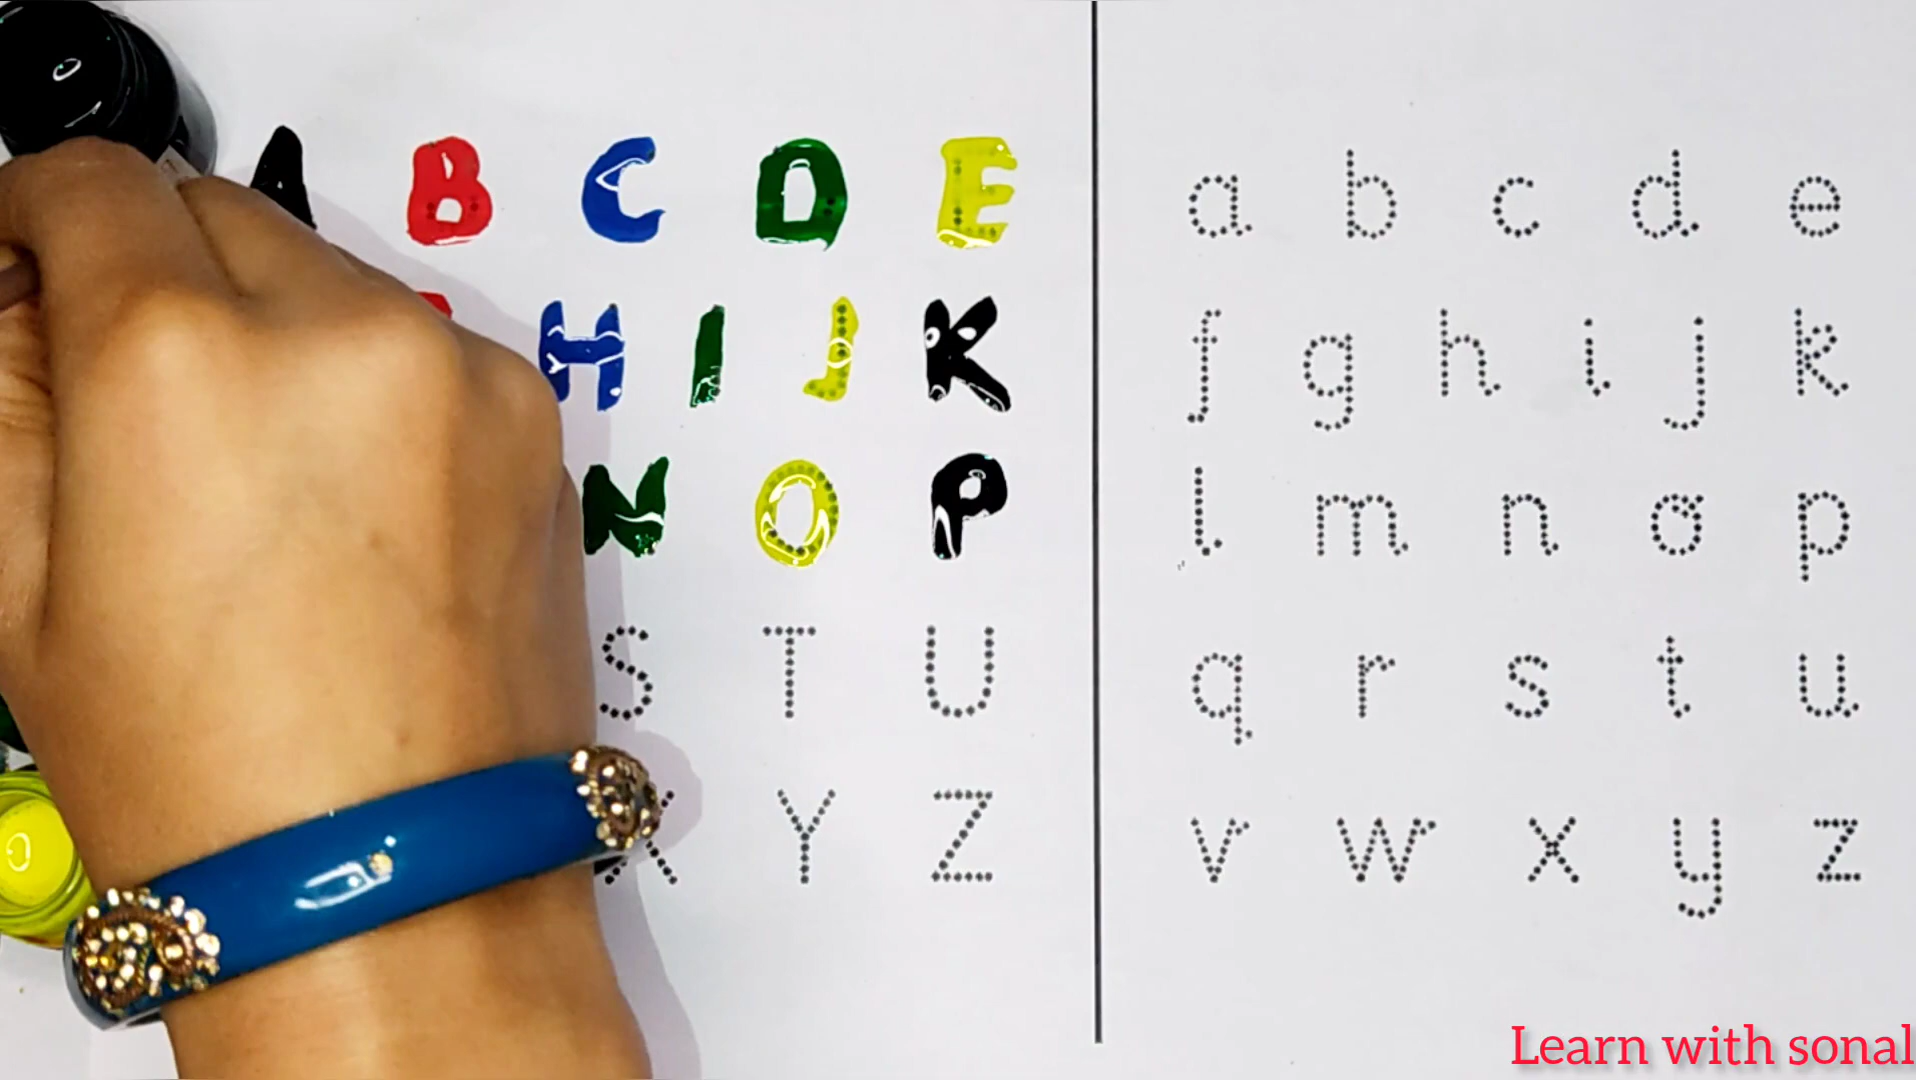 A B C D E
H I J K
N O P
S T U
X Y Z
a b c d e
f g h i j k
l m n o p
q r s t u
v w x y z
Learn with sonal